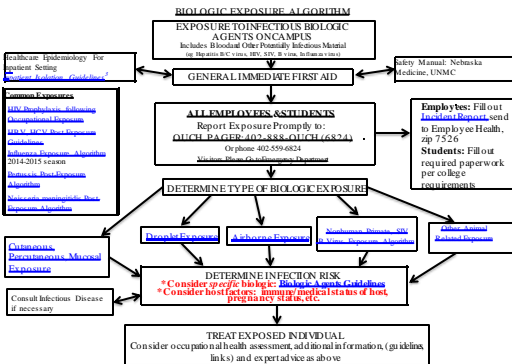 BIOLOGIC EXPOSURE ALGORITHM
EXPOSURE TO INFECTIOUS BIOLOGIC
AGENTS ON CAMPUS
Includes Blood and Other Potentially Infectious Material
(eg Hepatitis B/C virus, HIV, SIV, B virus, Influenza virus)
Healthcare Epidemiology For
Inpatient Setting
Inpatient Isolation Guidelines
GENERAL IMMEDIATE FIRST AID
Safety Manual: Nebraska
Medicine, UNMC
Common Exposures
HIV Prophylaxis following
Occupational Exposure
HBV, HCV Post Exposure
Guidelines
Influenza Exposure Algorithm
2014-2015 season
Pertussis Post Exposure
Algorithm
Neisseria meningitidis Post
Exposure Algorithm
ALL EMPLOYEES & STUDENTS
Report Exposure Promptly to:
OUCH PAGER: 402-888-OUCH (6824)
Or phone 402-559-6824
Visitors Please Go to Emergency Department
Employees: Fill out
Incident Report, send
to Employee Health,
zip 7526
Students: Fill out
required paperwork
per college
requirements
DETERMINE TYPE OF BIOLOGIC EXPOSURE
Cutaneous,
Percutaneous, Mucosal
Exposure
Droplet Exposure
Airborne Exposure
Nonhuman Primate, SIV
B Virus Exposure Algorithm
Other Animal
Related Exposure
DETERMINE INFECTION RISK
* Consider specific biologic: Biologic Agents Guidelines
* Consider host factors: immune/medical status of host,
pregnancy status, etc.
Consult Infectious Disease
if necessary
TREAT EXPOSED INDIVIDUAL
Consider occupational health assessment, additional information, (guideline,
links) and expert advice as above